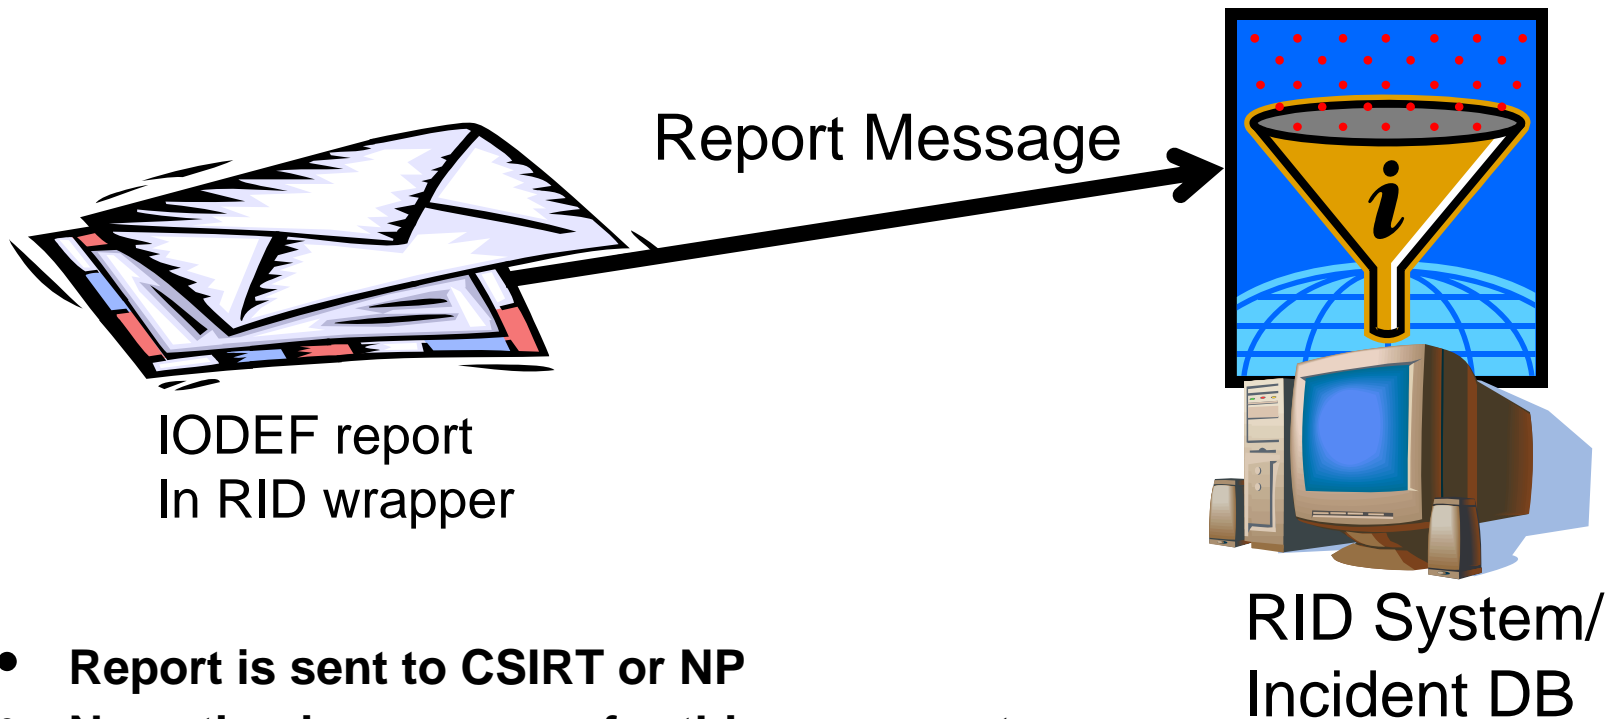 Report Message
i
IODEF report
In RID wrapper
RID System/
Incident DB
• Report is sent to CSIRT or NP